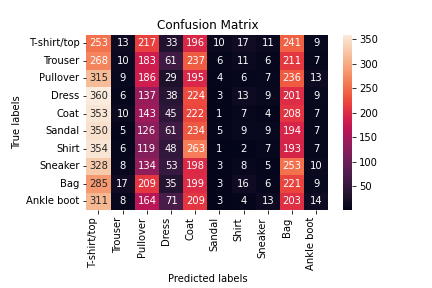 Confusion Matrix
T-shirt/top 253 13 217 33 196 10 17 11 241 9
Trouser 268 10 183 61 237 6 11 6 211 7
Pullover 315 9 186 29 195 4 6 7 236 13
Dress 360 6 137 38 224 3 13 9 201 9
Coat 353 10 143 45 222 1 7 4 208 7
Sandal 350 5 126 61 234 5 9 9 194 7
Shirt 354 6 119 48 263 1 2 7 193 7
Sneaker 328 8 134 53 198 3 8 5 253 10
Bag 285 17 209 35 199 3 16 6 221 9
Ankle boot 311 8 164 71 209 3 4 13 203 14
True labels
T-shirt/top
Trouser
Pullover
Dress
Coat
Sandal
Shirt
Sneaker
Bag
Ankle boot
Predicted labels
350
300
250
200
150
100
50